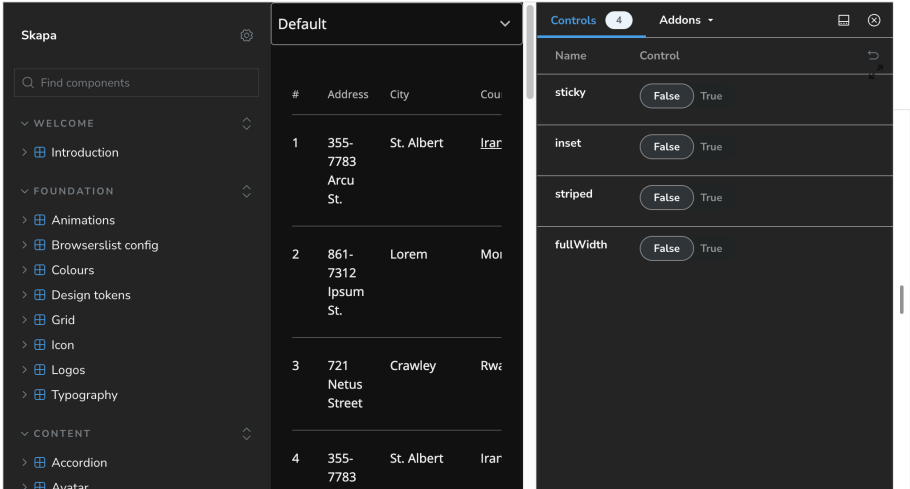 Skapa
Find components
WELCOME
Introduction
FOUNDATION
Animations
Browserslist config
Colours
Design tokens
Grid
Icon
Logos
Typography
CONTENT
Accordion
Avatar
Default
# Address City
1 355- St. Albert
7783
Arcu
St.
2 861- Lorem
7312
Ipsum
St.
3 721 Crawley
Netus
Street
4 355- St. Albert
7783
Controls 4 Addons
Name Control
sticky False True
inset False True
striped False True
fullWidth False True